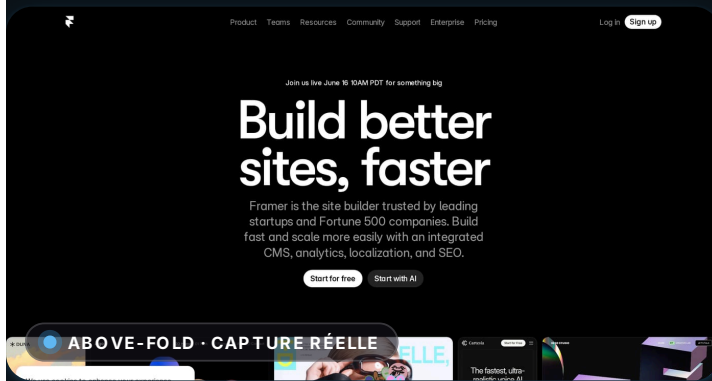 Product Teams Resources Community Support Enterprise Pricing
Log in Sign up
Join us live June 16 10AM PDT for something big
Build better
sites, faster
Framer is the site builder trusted by leading
startups and Fortune 500 companies. Build
fast and scale more easily with an integrated
CMS, analytics, localization, and SEO.
Start for free Start with AI
ABOVE-FOLD · CAPTURE RÉELLE
ELLE,
Cartesia
The fastest, ultra-
realistic voice AI